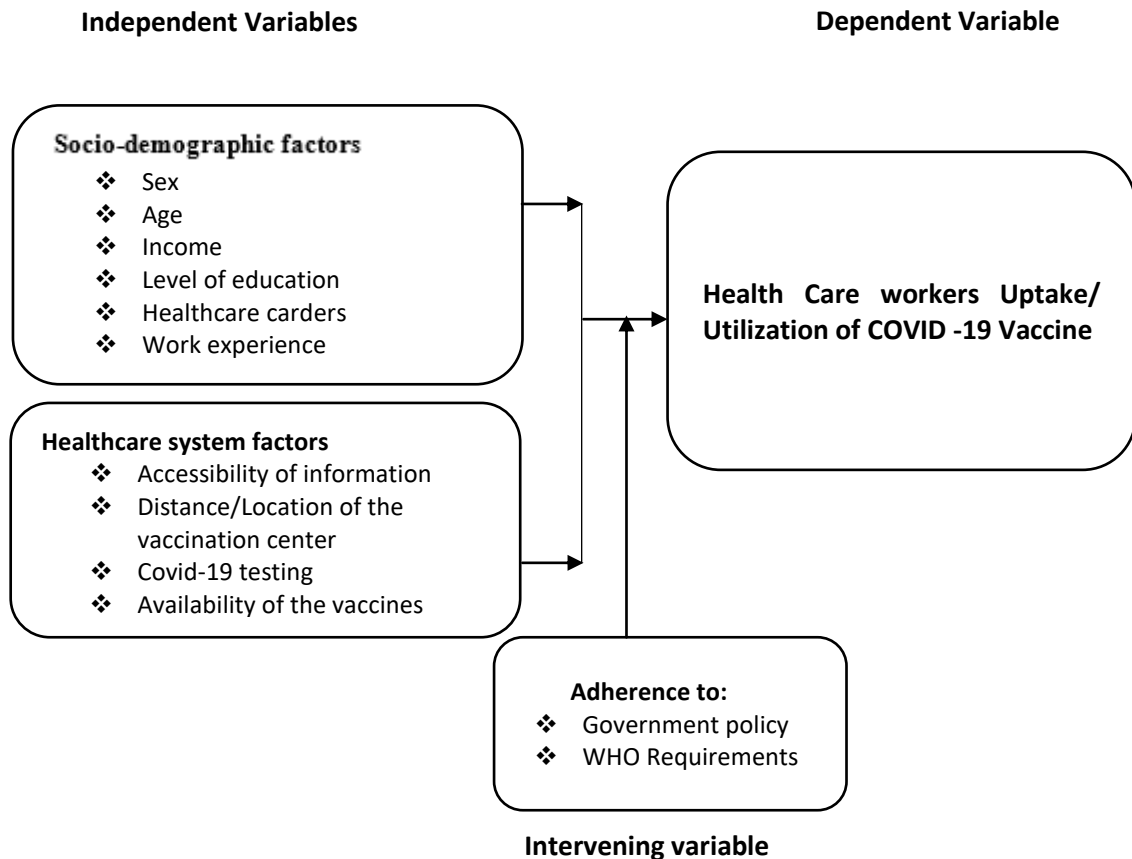 Independent Variables
Dependent Variable
Socio-demographic factors
❖ Sex
❖ Age
❖ Income
❖ Level of education
❖ Healthcare carders
❖ Work experience
Health Care workers Uptake/
Utilization of COVID -19 Vaccine
Healthcare system factors
❖ Accessibility of information
❖ Distance/Location of the
vaccination center
❖ Covid-19 testing
❖ Availability of the vaccines
Adherence to:
❖ Government policy
❖ WHO Requirements
Intervening variable